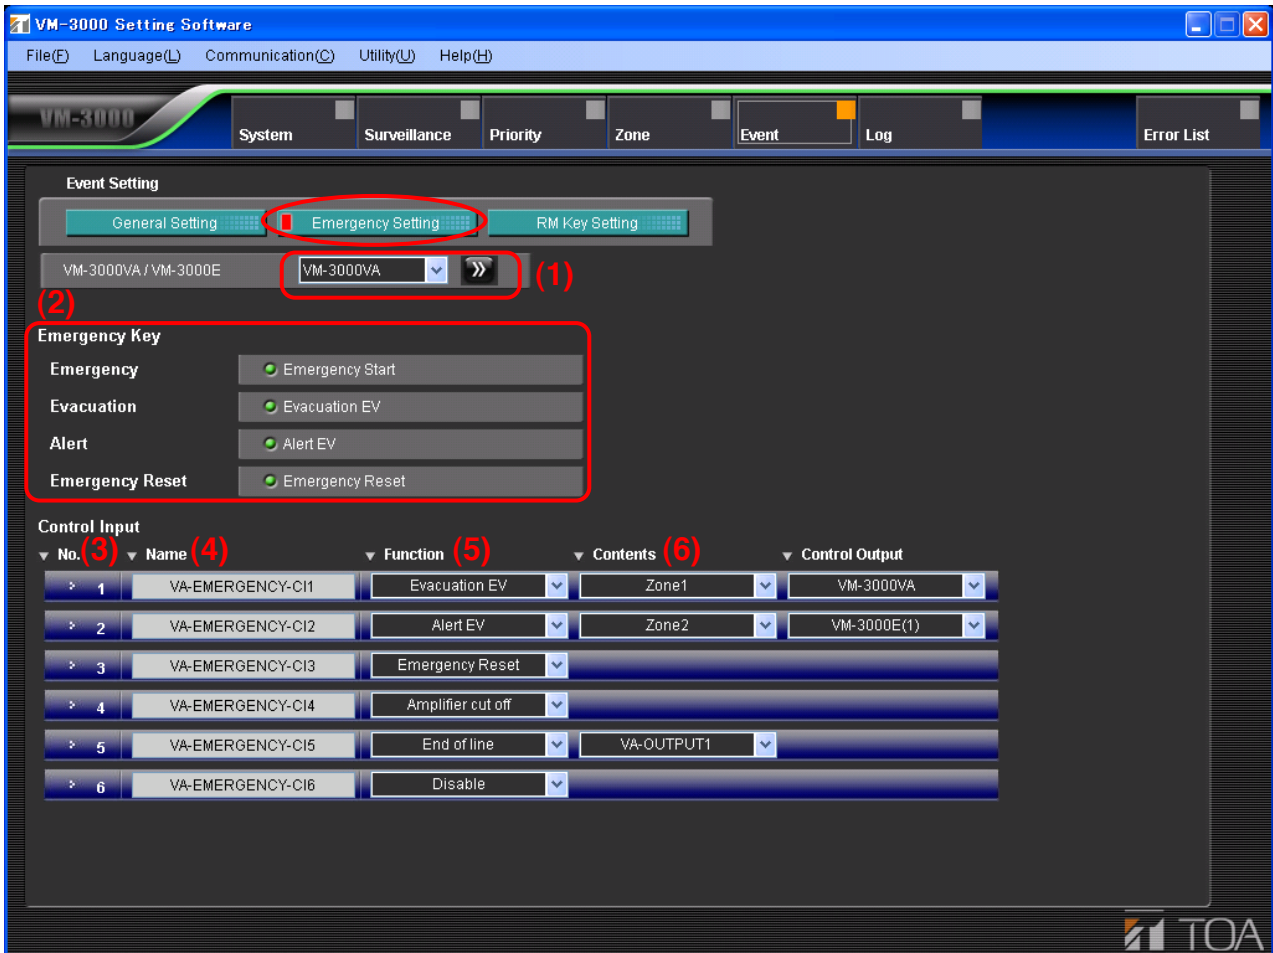 VM-3000 Setting Software
File(F) Language(L) Communication(C) Utility(U) Help(H)
VM-3000 System Surveillance Priority Zone Event Log Error List
Event Setting
General Setting Emergency Setting RM Key Setting
VM-3000VA / VM-3000E VM-3000VA (1)
(2)
Emergency Key
Emergency Emergency Start
Evacuation Evacuation EV
Alert Alert EV
Emergency Reset Emergency Reset
Control Input
No. (3) Name (4) Function (5) Contents (6) Control Output
1 VA-EMERGENCY-CI1 Evacuation EV Zone1 VM-3000VA
2 VA-EMERGENCY-CI2 Alert EV Zone2 VM-3000E(1)
3 VA-EMERGENCY-CI3 Emergency Reset
4 VA-EMERGENCY-CI4 Amplifier cut off
5 VA-EMERGENCY-CI5 End of line VA-OUTPUT1
6 VA-EMERGENCY-CI6 Disable
TOA